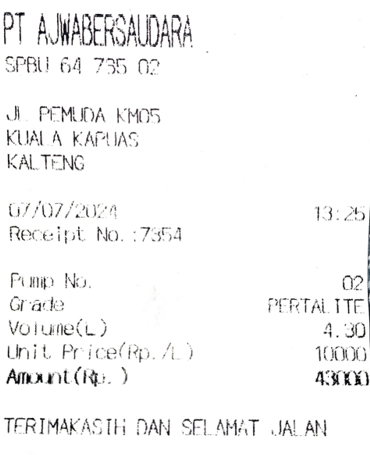 PT AJWABERSAUDARA
SPBU 64 735 02
JL PEMUDA KM05
KUALA KAPUAS
KALTENG
07/07/2024 13:25
Receipt No.:7354
Pump No. 02
Grade PERTALITE
Volume(L) 4.30
Unit Price(Rp./L) 10000
Amount(Rp. ) 43000
TERIMAKASIH DAN SELAMAT JALAN